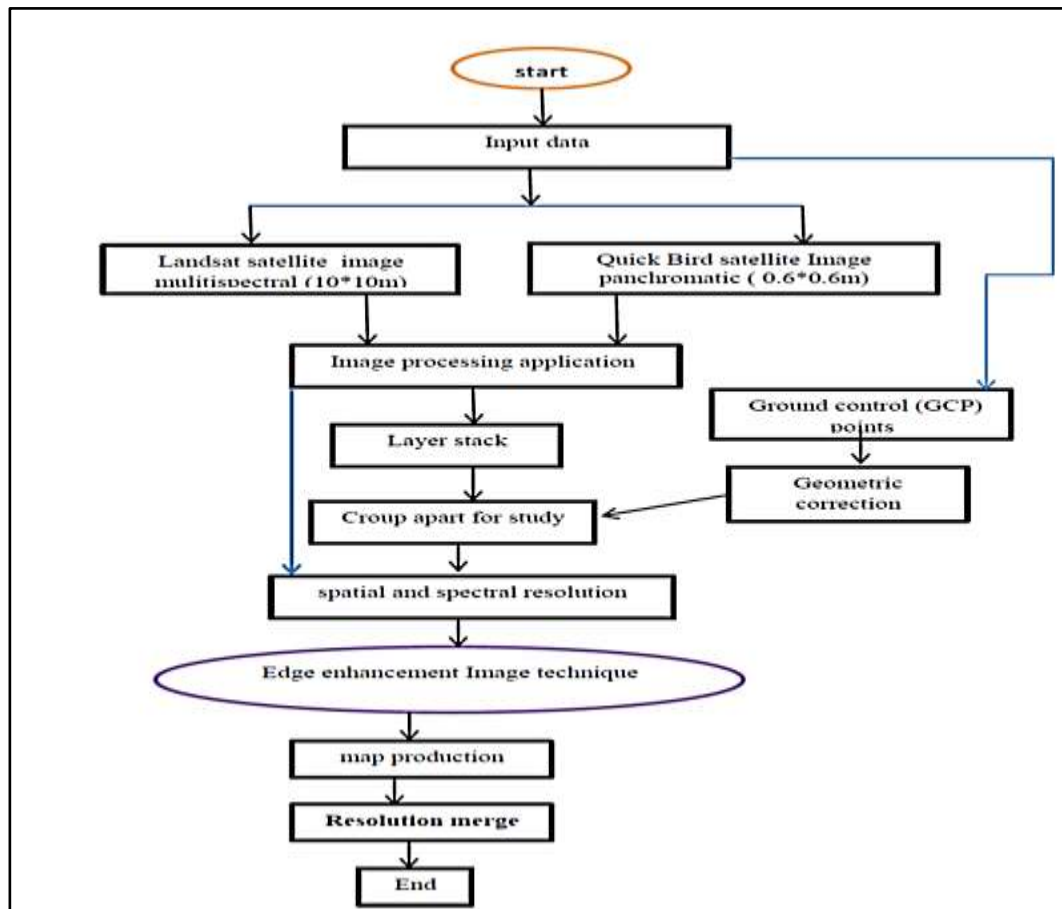 start
Input data
Landsat satellite image
mulitispectral (10*10m)
Quick Bird satellite Image
panchromatic ( 0.6*0.6m)
Image processing application
Ground control (GCP)
points
Layer stack
Geometric
correction
Croup apart for study
spatial and spectral resolution
Edge enhancement Image technique
map production
Resolution merge
End